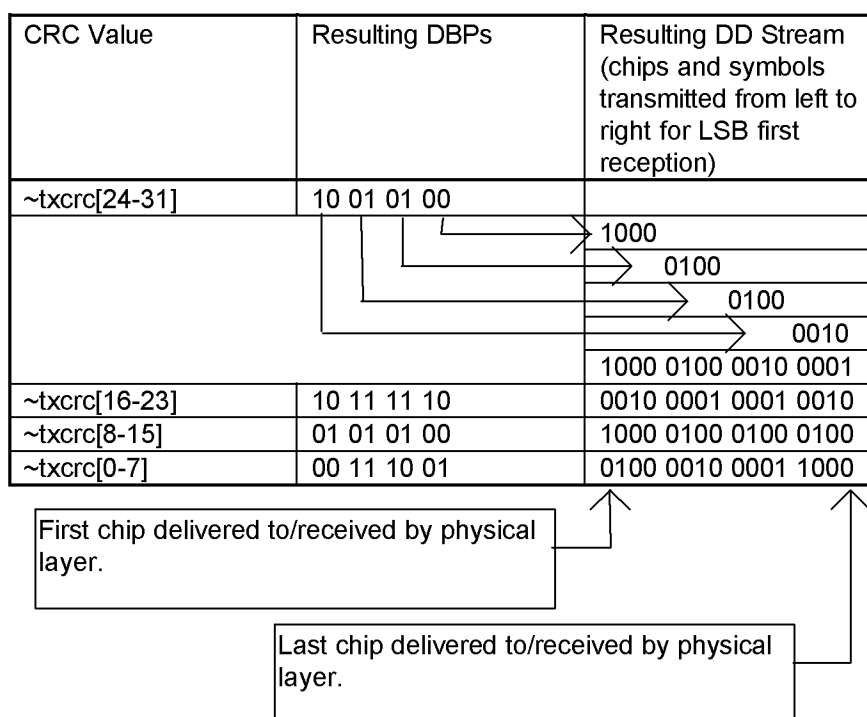 CRC Value
Resulting DBPs
Resulting DD Stream
(chips and symbols
transmitted from left to
right for LSB first
reception)
~txcrc[24-31]
10 01 01 00
1000
0100
0100
0010
1000 0100 0010 0001
~txcrc[16-23]
10 11 11 10
0010 0001 0001 0010
~txcrc[8-15]
01 01 01 00
1000 0100 0100 0100
~txcrc[0-7]
00 11 10 01
0100 0010 0001 1000
First chip delivered to/received by physical
layer.
Last chip delivered to/received by physical
layer.